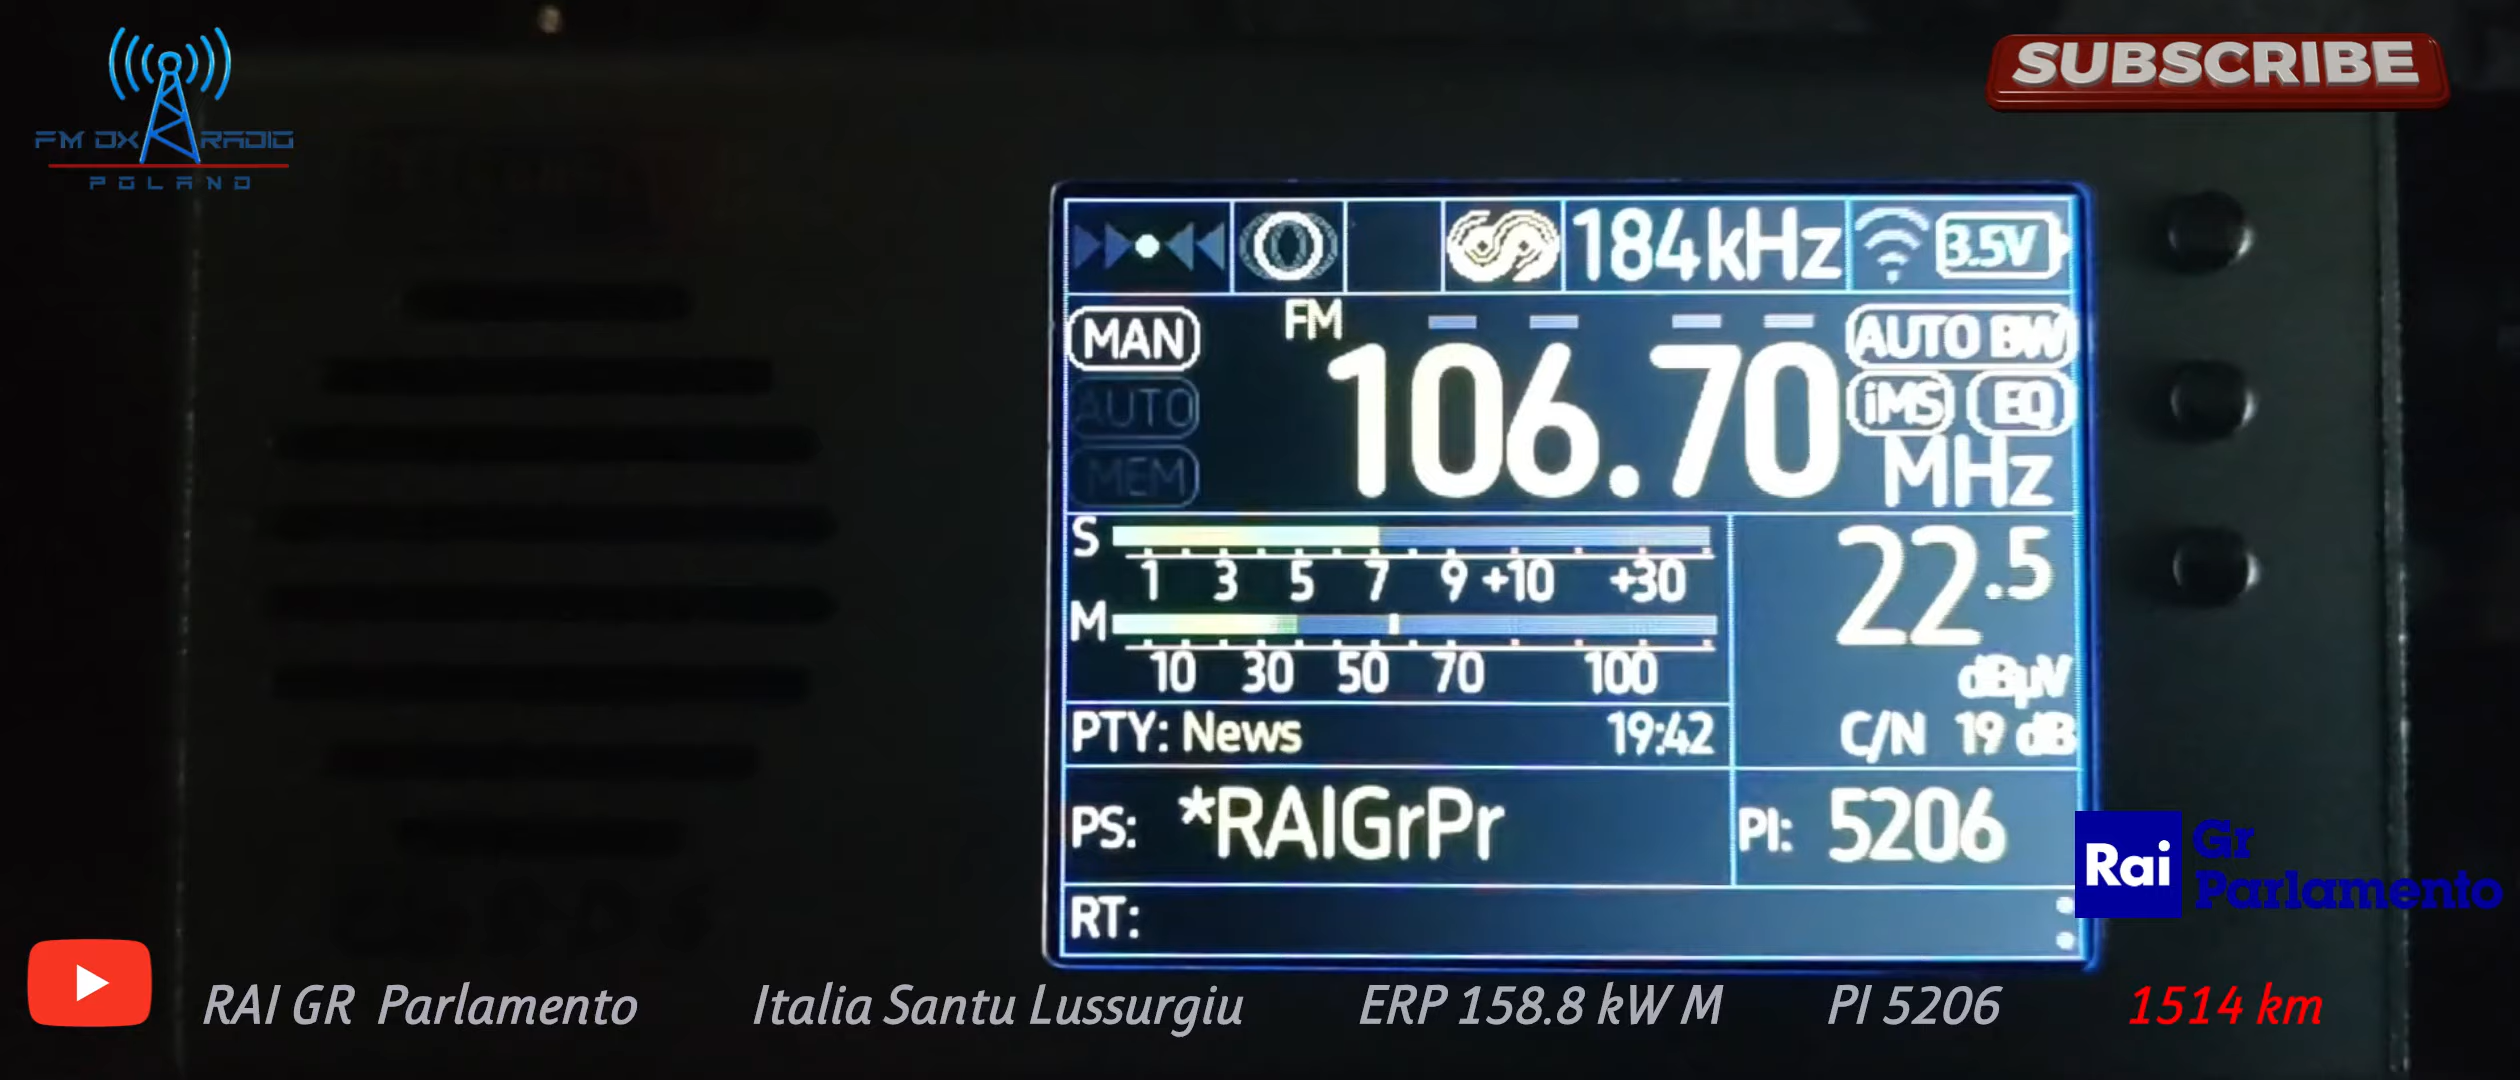 FM DX RADIO
POLAND
SUBSCRIBE
184kHz
3.5V
MAN
FM
AUTO BW
AUTO
106.70
iMS
EQ
MHz
MEM
S
1 3 5 7 9 +10 +30
22.5
M
10 30 50 70 100
dBµV
PTY: News
19:42
C/N 19 dB
PS: *RAIGrPr
PI: 5206
Rai Gr
Parlamento
RT:
RAI GR Parlamento
Italia Santu Lussurgiu
ERP 158.8 kW M
PI 5206
1514 km